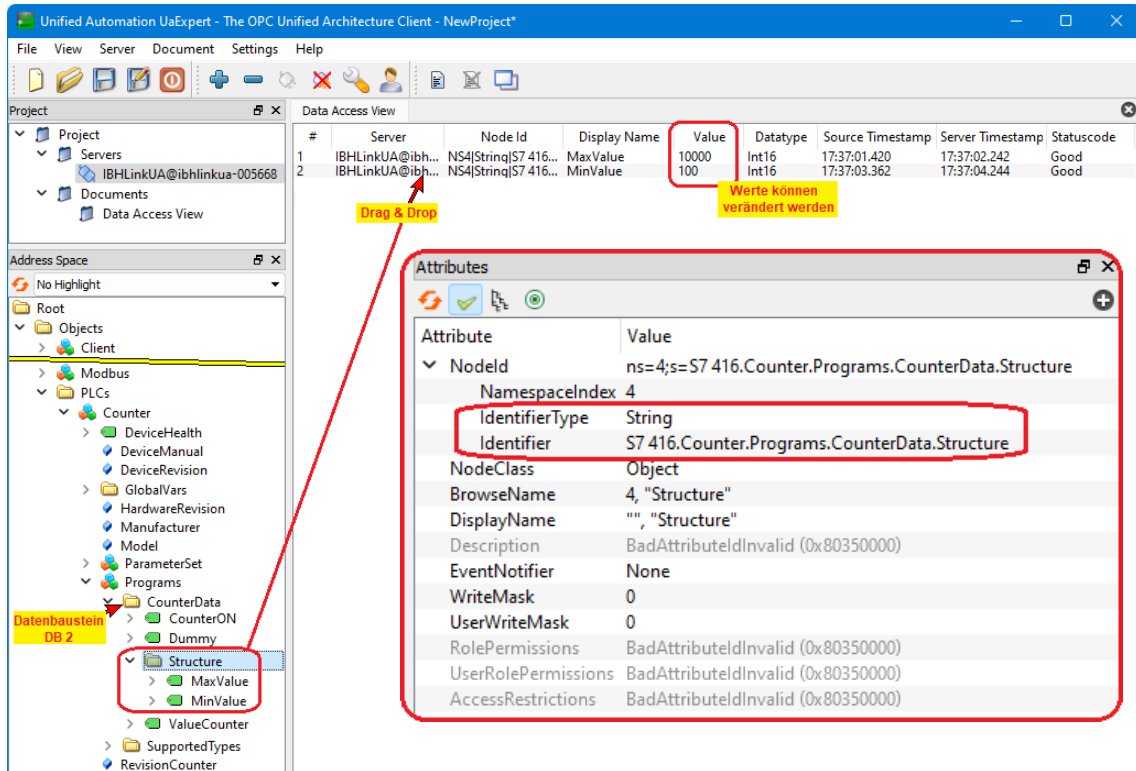 Unified Automation UaExpert - The OPC Unified Architecture Client - NewProject*
File View Server Document Settings Help
Project
Project
Servers
IBHLinkUA@ibhlinkua-005668
Documents
Data Access View
Data Access View
# Server Node Id Display Name Value Datatype Source Timestamp Server Timestamp Statuscode
1 IBHLinkUA@ibh... NS4|String|S7 416... MaxValue 10000 Int16 17:37:01.420 17:37:02.242 Good
2 IBHLinkUA@ibh... NS4|String|S7 416... MinValue 100 Int16 17:37:03.362 17:37:04.244 Good
Drag & Drop
Werte können
verändert werden
Address Space
No Highlight
Root
Objects
Client
Modbus
PLCs
Counter
DeviceHealth
DeviceManual
DeviceRevision
GlobalVars
HardwareRevision
Manufacturer
Model
ParameterSet
Programs
CounterData
Datenbaustein
DB 2
CounterON
Dummy
Structure
MaxValue
MinValue
ValueCounter
SupportedTypes
RevisionCounter
Attributes
Attribute Value
NodeId ns=4;s=S7 416.Counter.Programs.CounterData.Structure
NamespaceIndex 4
IdentifierType String
Identifier S7 416.Counter.Programs.CounterData.Structure
NodeClass Object
BrowseName 4, "Structure"
DisplayName "", "Structure"
Description BadAttributeIdInvalid (0x80350000)
EventNotifier None
WriteMask 0
UserWriteMask 0
RolePermissions BadAttributeIdInvalid (0x80350000)
UserRolePermissions BadAttributeIdInvalid (0x80350000)
AccessRestrictions BadAttributeIdInvalid (0x80350000)